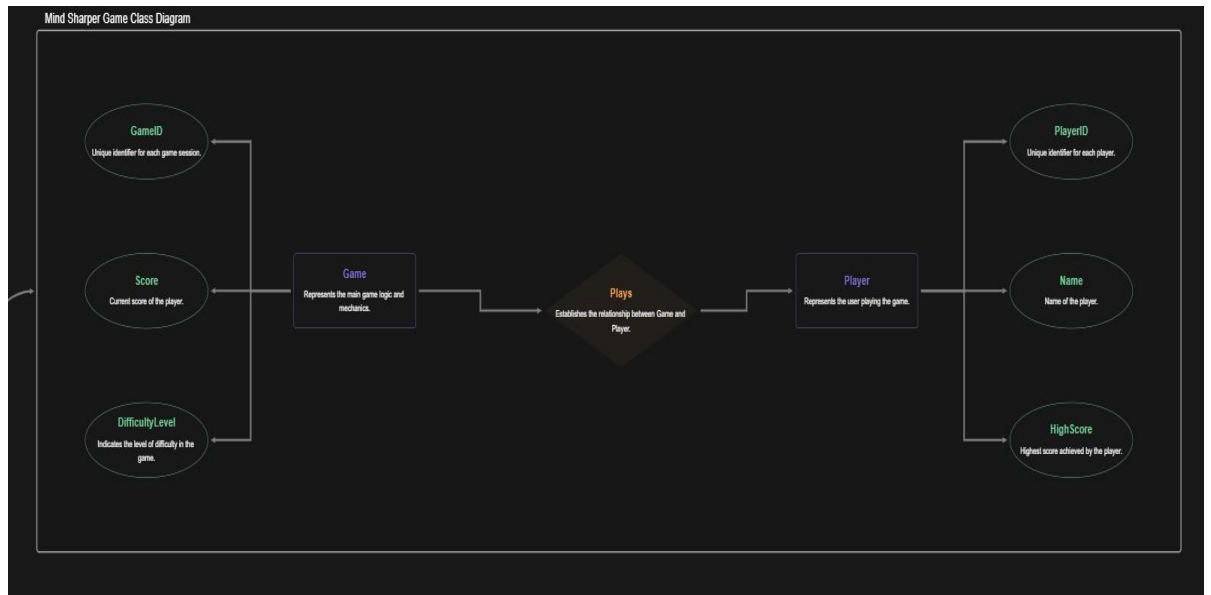 Mind Sharper Game Class Diagram
GameID
Unique identifier for each game session.
Score
Current score of the player.
DifficultyLevel
Indicates the level of difficulty in the
game.
Game
Represents the main game logic and
mechanics.
Plays
Establishes the relationship between Game and
Player.
Player
Represents the user playing the game.
PlayerID
Unique identifier for each player.
Name
Name of the player.
HighScore
Highest score achieved by the player.